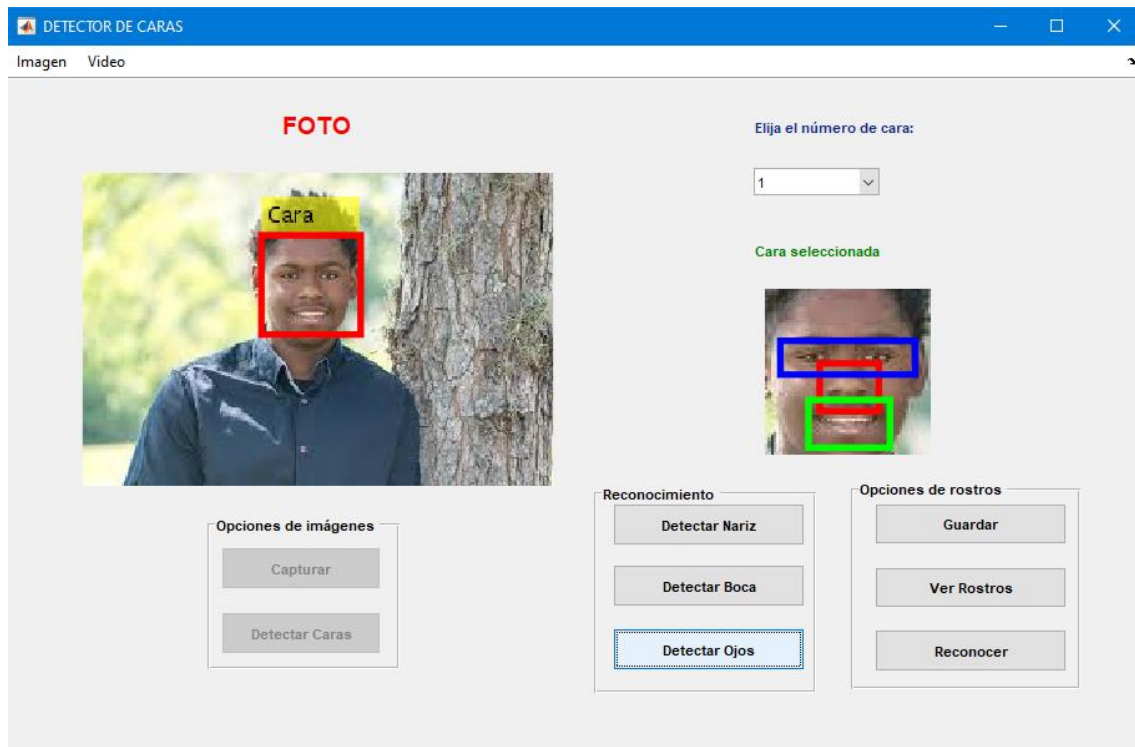 DETECTOR DE CARAS
Imagen Video
FOTO
Cara
Elija el número de cara:
1
Cara seleccionada
Opciones de imágenes
Capturar
Detectar Caras
Reconocimiento
Detectar Nariz
Detectar Boca
Detectar Ojos
Opciones de rostros
Guardar
Ver Rostros
Reconocer